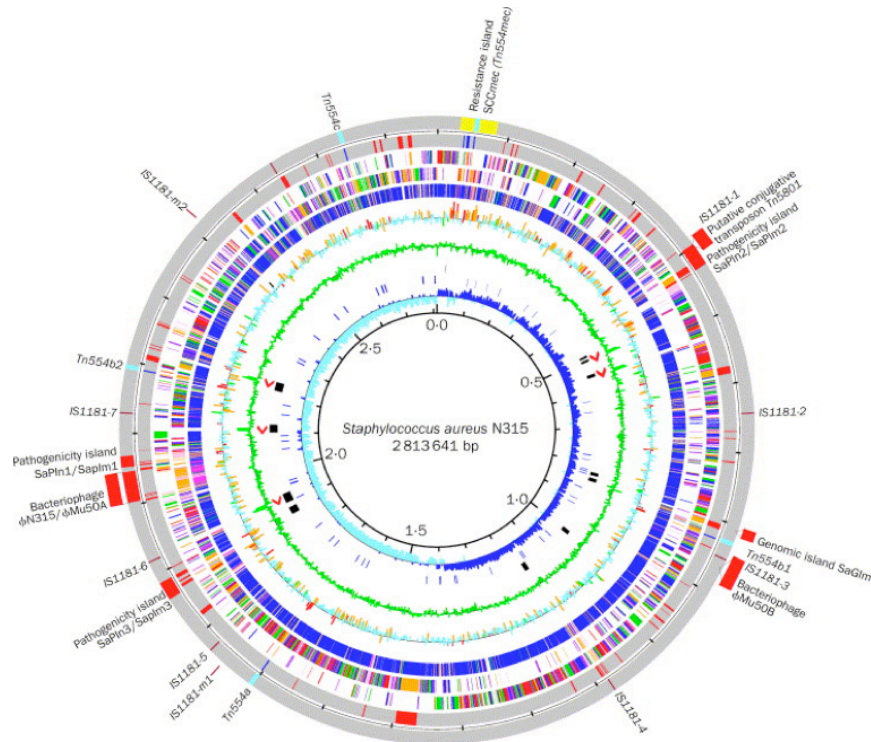 Resistance island
SCCmec (Tn554mec)
IS1181-1
Putative conjugative
transposon Tn5801
Pathogenicity island
SaPIn2/SaPIm2
IS1181-2
Genomic island SaGIm
Tn554b1
IS1181-3
Bacteriophage
ϕMu50B
IS1181-4
Tn554a
IS1181-m1
IS1181-5
Pathogenicity island
SaPIn3/SaPIm3
IS1181-6
Bacteriophage
ϕN315/ϕMu50A
Pathogenicity island
SaPIn1/SaPIm1
IS1181-7
Tn554b2
IS1181-m2
Tn554c
0·0
0·5
1·0
1·5
2·0
2·5
Staphylococcus aureus N315
2 813 641 bp